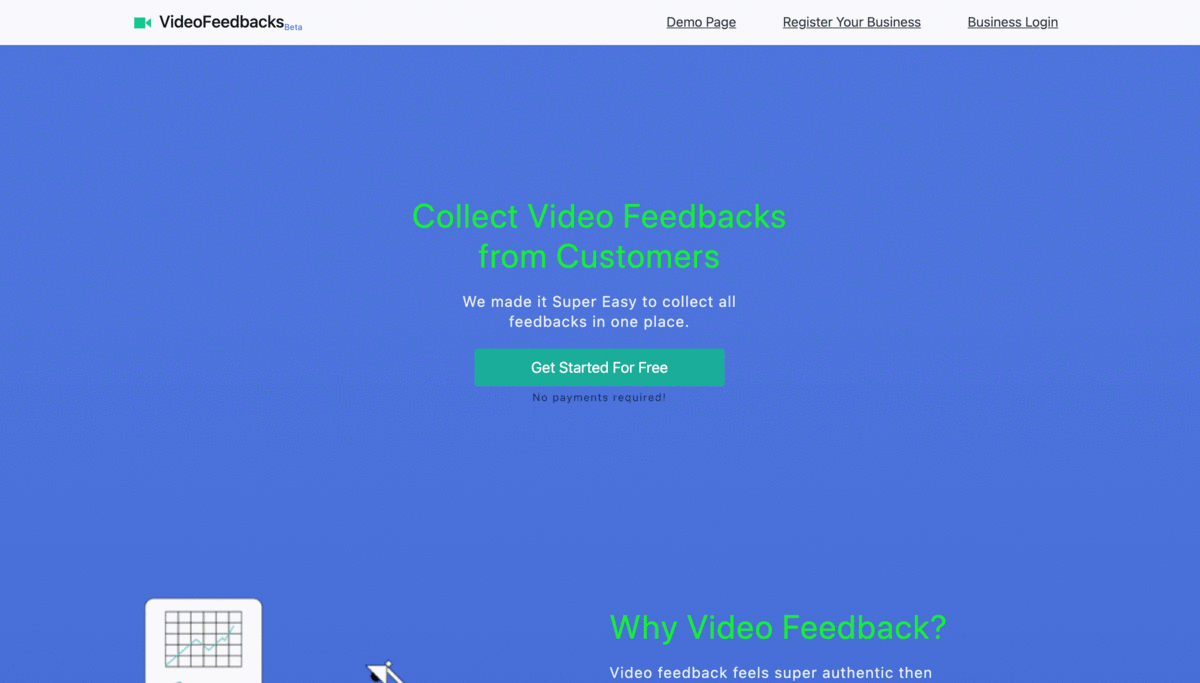 VideoFeedbacks Beta
Demo Page
Register Your Business
Business Login
Collect Video Feedbacks
from Customers
We made it Super Easy to collect all
feedbacks in one place.
Get Started For Free
No payments required!
Why Video Feedback?
Video feedback feels super authentic then